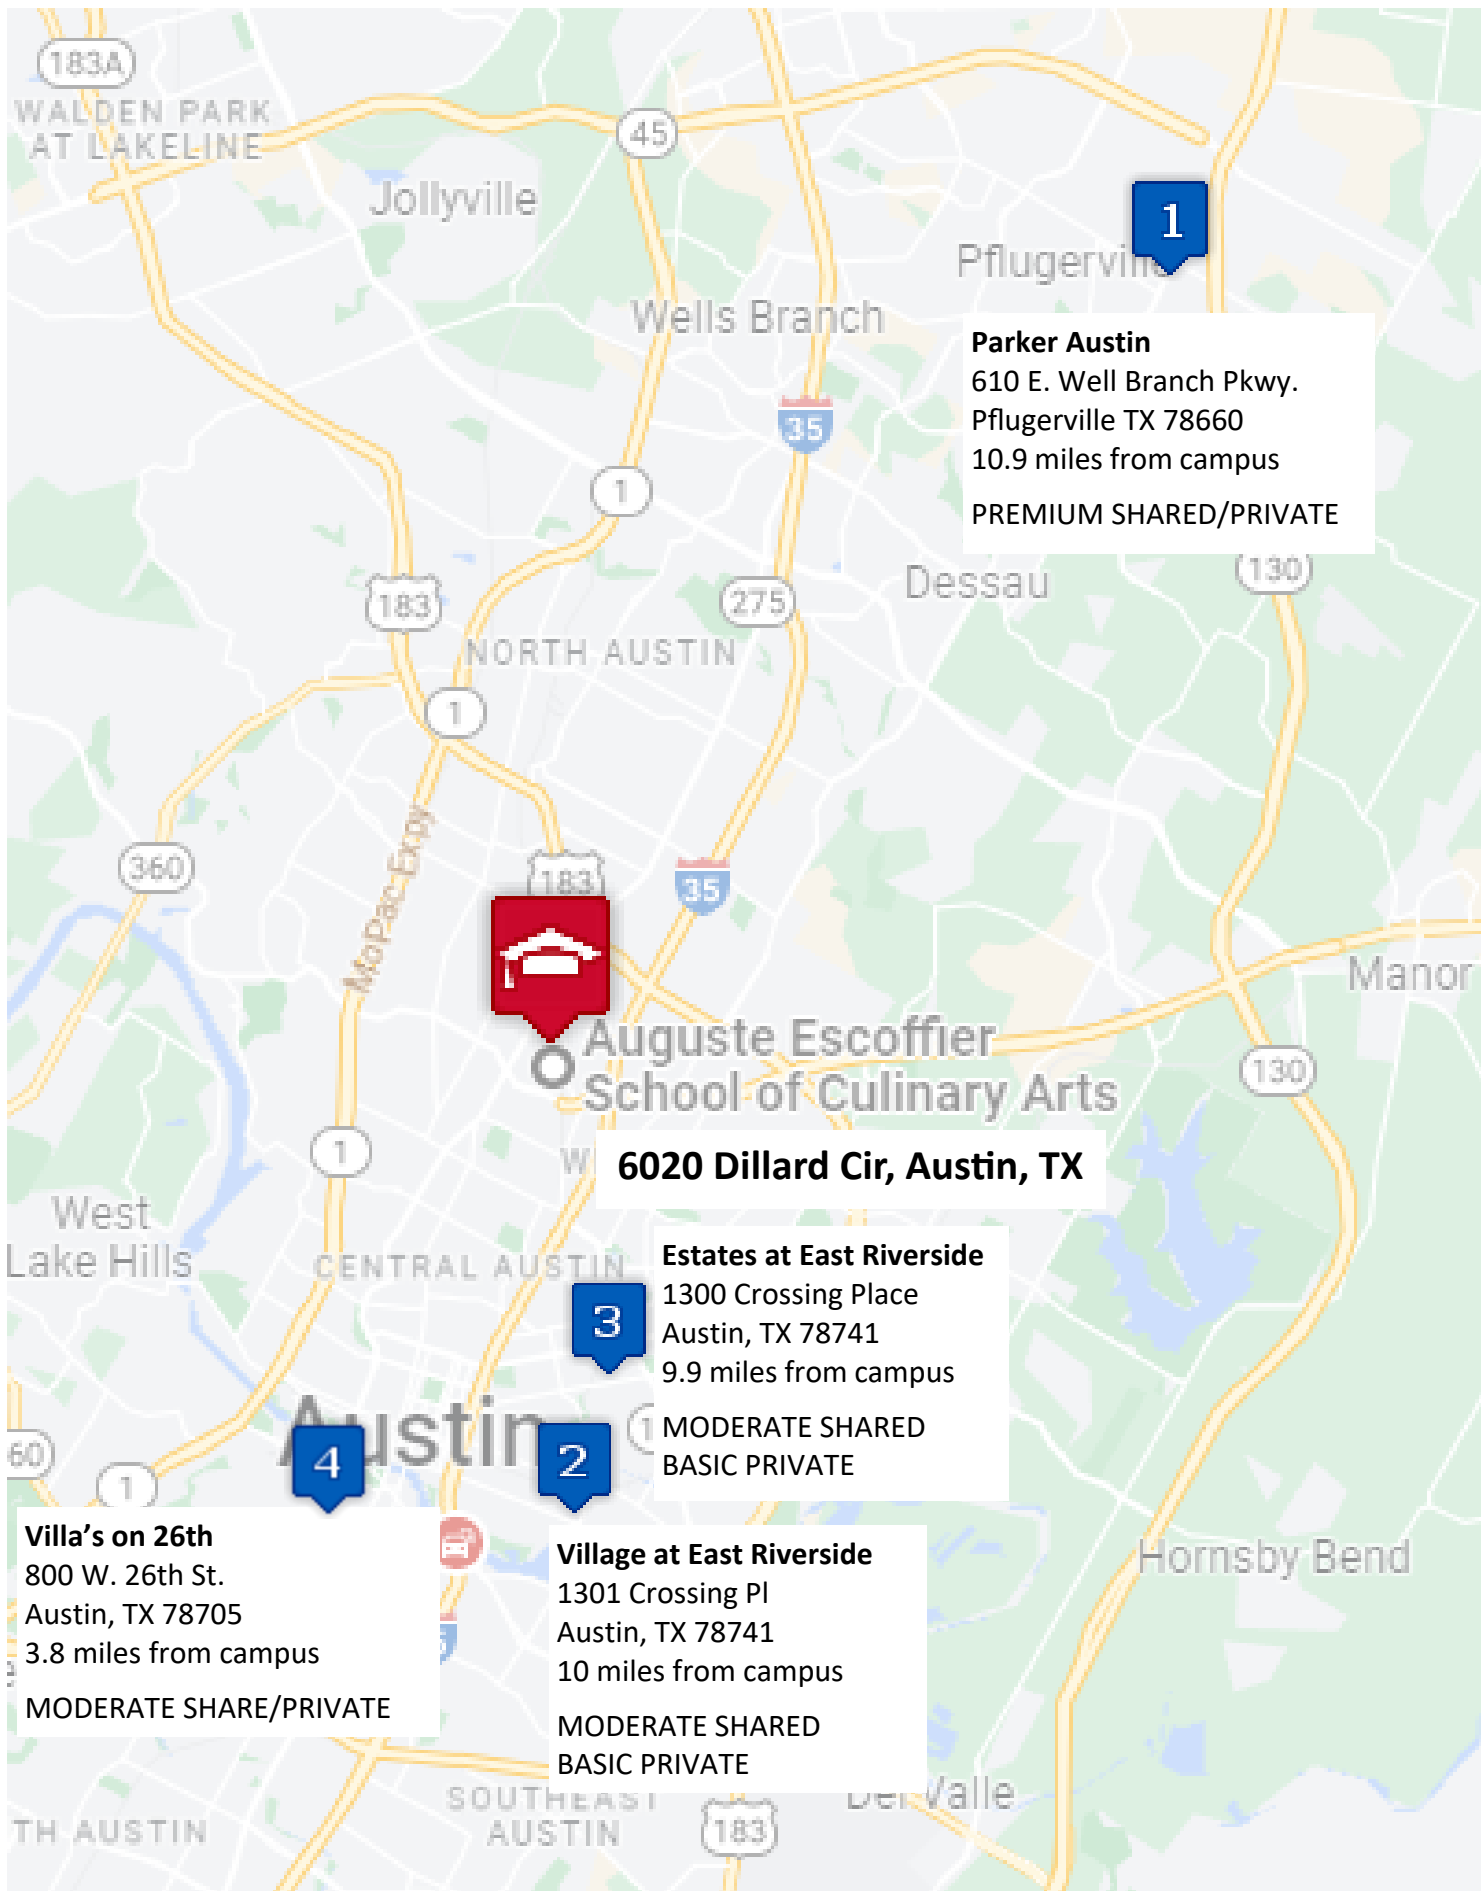 183A
WALDEN PARK
AT LAKELINE
45
Jollyville
1
Pflugerville
Wells Branch
Parker Austin
610 E. Well Branch Pkwy.
Pflugerville TX 78660
10.9 miles from campus
PREMIUM SHARED/PRIVATE
35
1
183
275
Dessau
130
NORTH AUSTIN
1
360
MoPac Expy
183
35
Manor
Auguste Escoffier
School of Culinary Arts
130
1
W
6020 Dillard Cir, Austin, TX
West
Lake Hills
CENTRAL AUSTIN
3
Estates at East Riverside
1300 Crossing Place
Austin, TX 78741
9.9 miles from campus
MODERATE SHARED
BASIC PRIVATE
Austin
4
2
1
60
1
Villa's on 26th
800 W. 26th St.
Austin, TX 78705
3.8 miles from campus
MODERATE SHARE/PRIVATE
Village at East Riverside
1301 Crossing Pl
Austin, TX 78741
10 miles from campus
MODERATE SHARED
BASIC PRIVATE
Hornsby Bend
SOUTHEAST
AUSTIN
Del Valle
TH AUSTIN
183